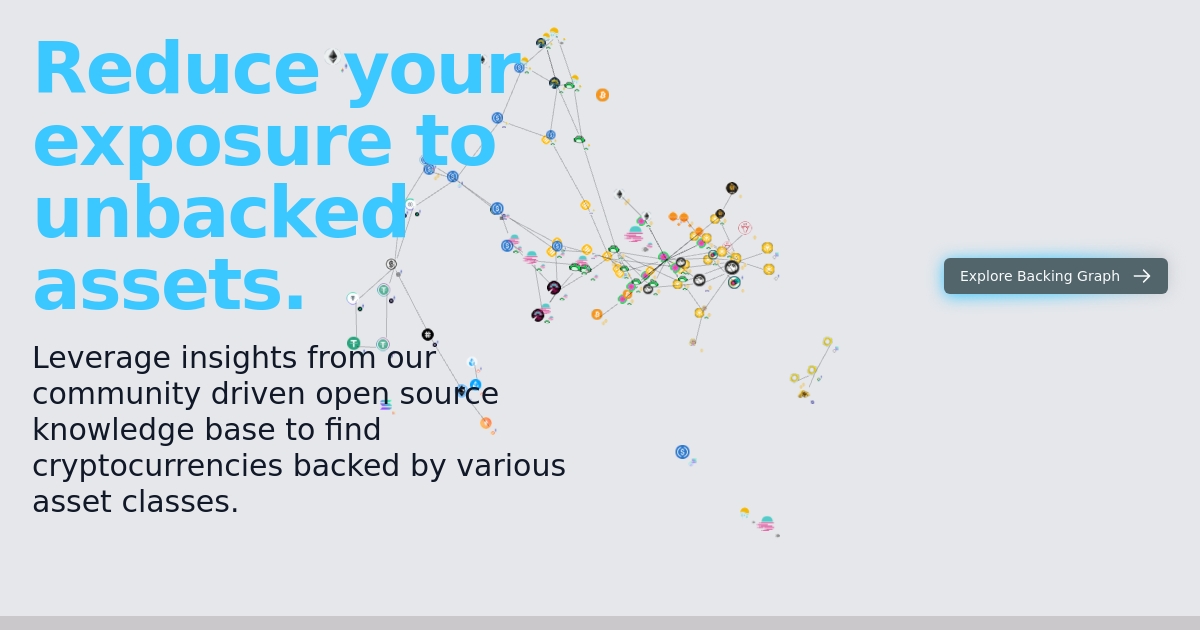 Reduce your
exposure to
unbacked
assets.
Leverage insights from our
community driven open source
knowledge base to find
cryptocurrencies backed by various
asset classes.
Explore Backing Graph